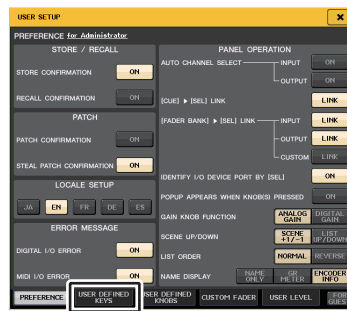 USER SETUP
PREFERENCE for Administrator
STORE / RECALL
STORE CONFIRMATION ON
RECALL CONFIRMATION ON
PATCH
PATCH CONFIRMATION ON
STEAL PATCH CONFIRMATION ON
LOCALE SETUP
JA EN FR DE ES
ERROR MESSAGE
DIGITAL I/O ERROR ON
MIDI I/O ERROR ON
PANEL OPERATION
AUTO CHANNEL SELECT INPUT ON
OUTPUT ON
[CUE] ▶ [SEL] LINK LINK
[FADER BANK] ▶ [SEL] LINK INPUT LINK
OUTPUT LINK
CUSTOM LINK
IDENTIFY I/O DEVICE PORT BY [SEL] ON
POPUP APPEARS WHEN KNOB(S) PRESSED ON
GAIN KNOB FUNCTION ANALOG GAIN DIGITAL GAIN
SCENE UP/DOWN SCENE +1/-1 LIST UP/DOWN
LIST ORDER NORMAL REVERSE
NAME DISPLAY NAME ONLY GR METER ENCODER INFO
PREFERENCE USER DEFINED KEYS USER DEFINED KNOBS CUSTOM FADER USER LEVEL FOR